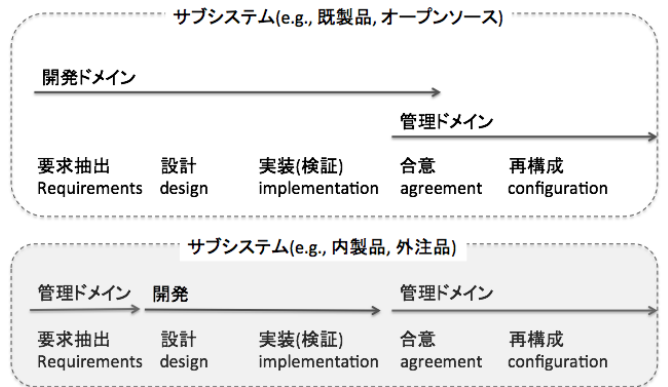 サブシステム(e.g., 既製品, オープンソース)
開発ドメイン
管理ドメイン
要求抽出 設計 実装(検証) 合意 再構成
Requirements design implementation agreement configuration
サブシステム(e.g., 内製品, 外注品)
管理ドメイン 開発 管理ドメイン
要求抽出 設計 実装(検証) 合意 再構成
Requirements design implementation agreement configuration